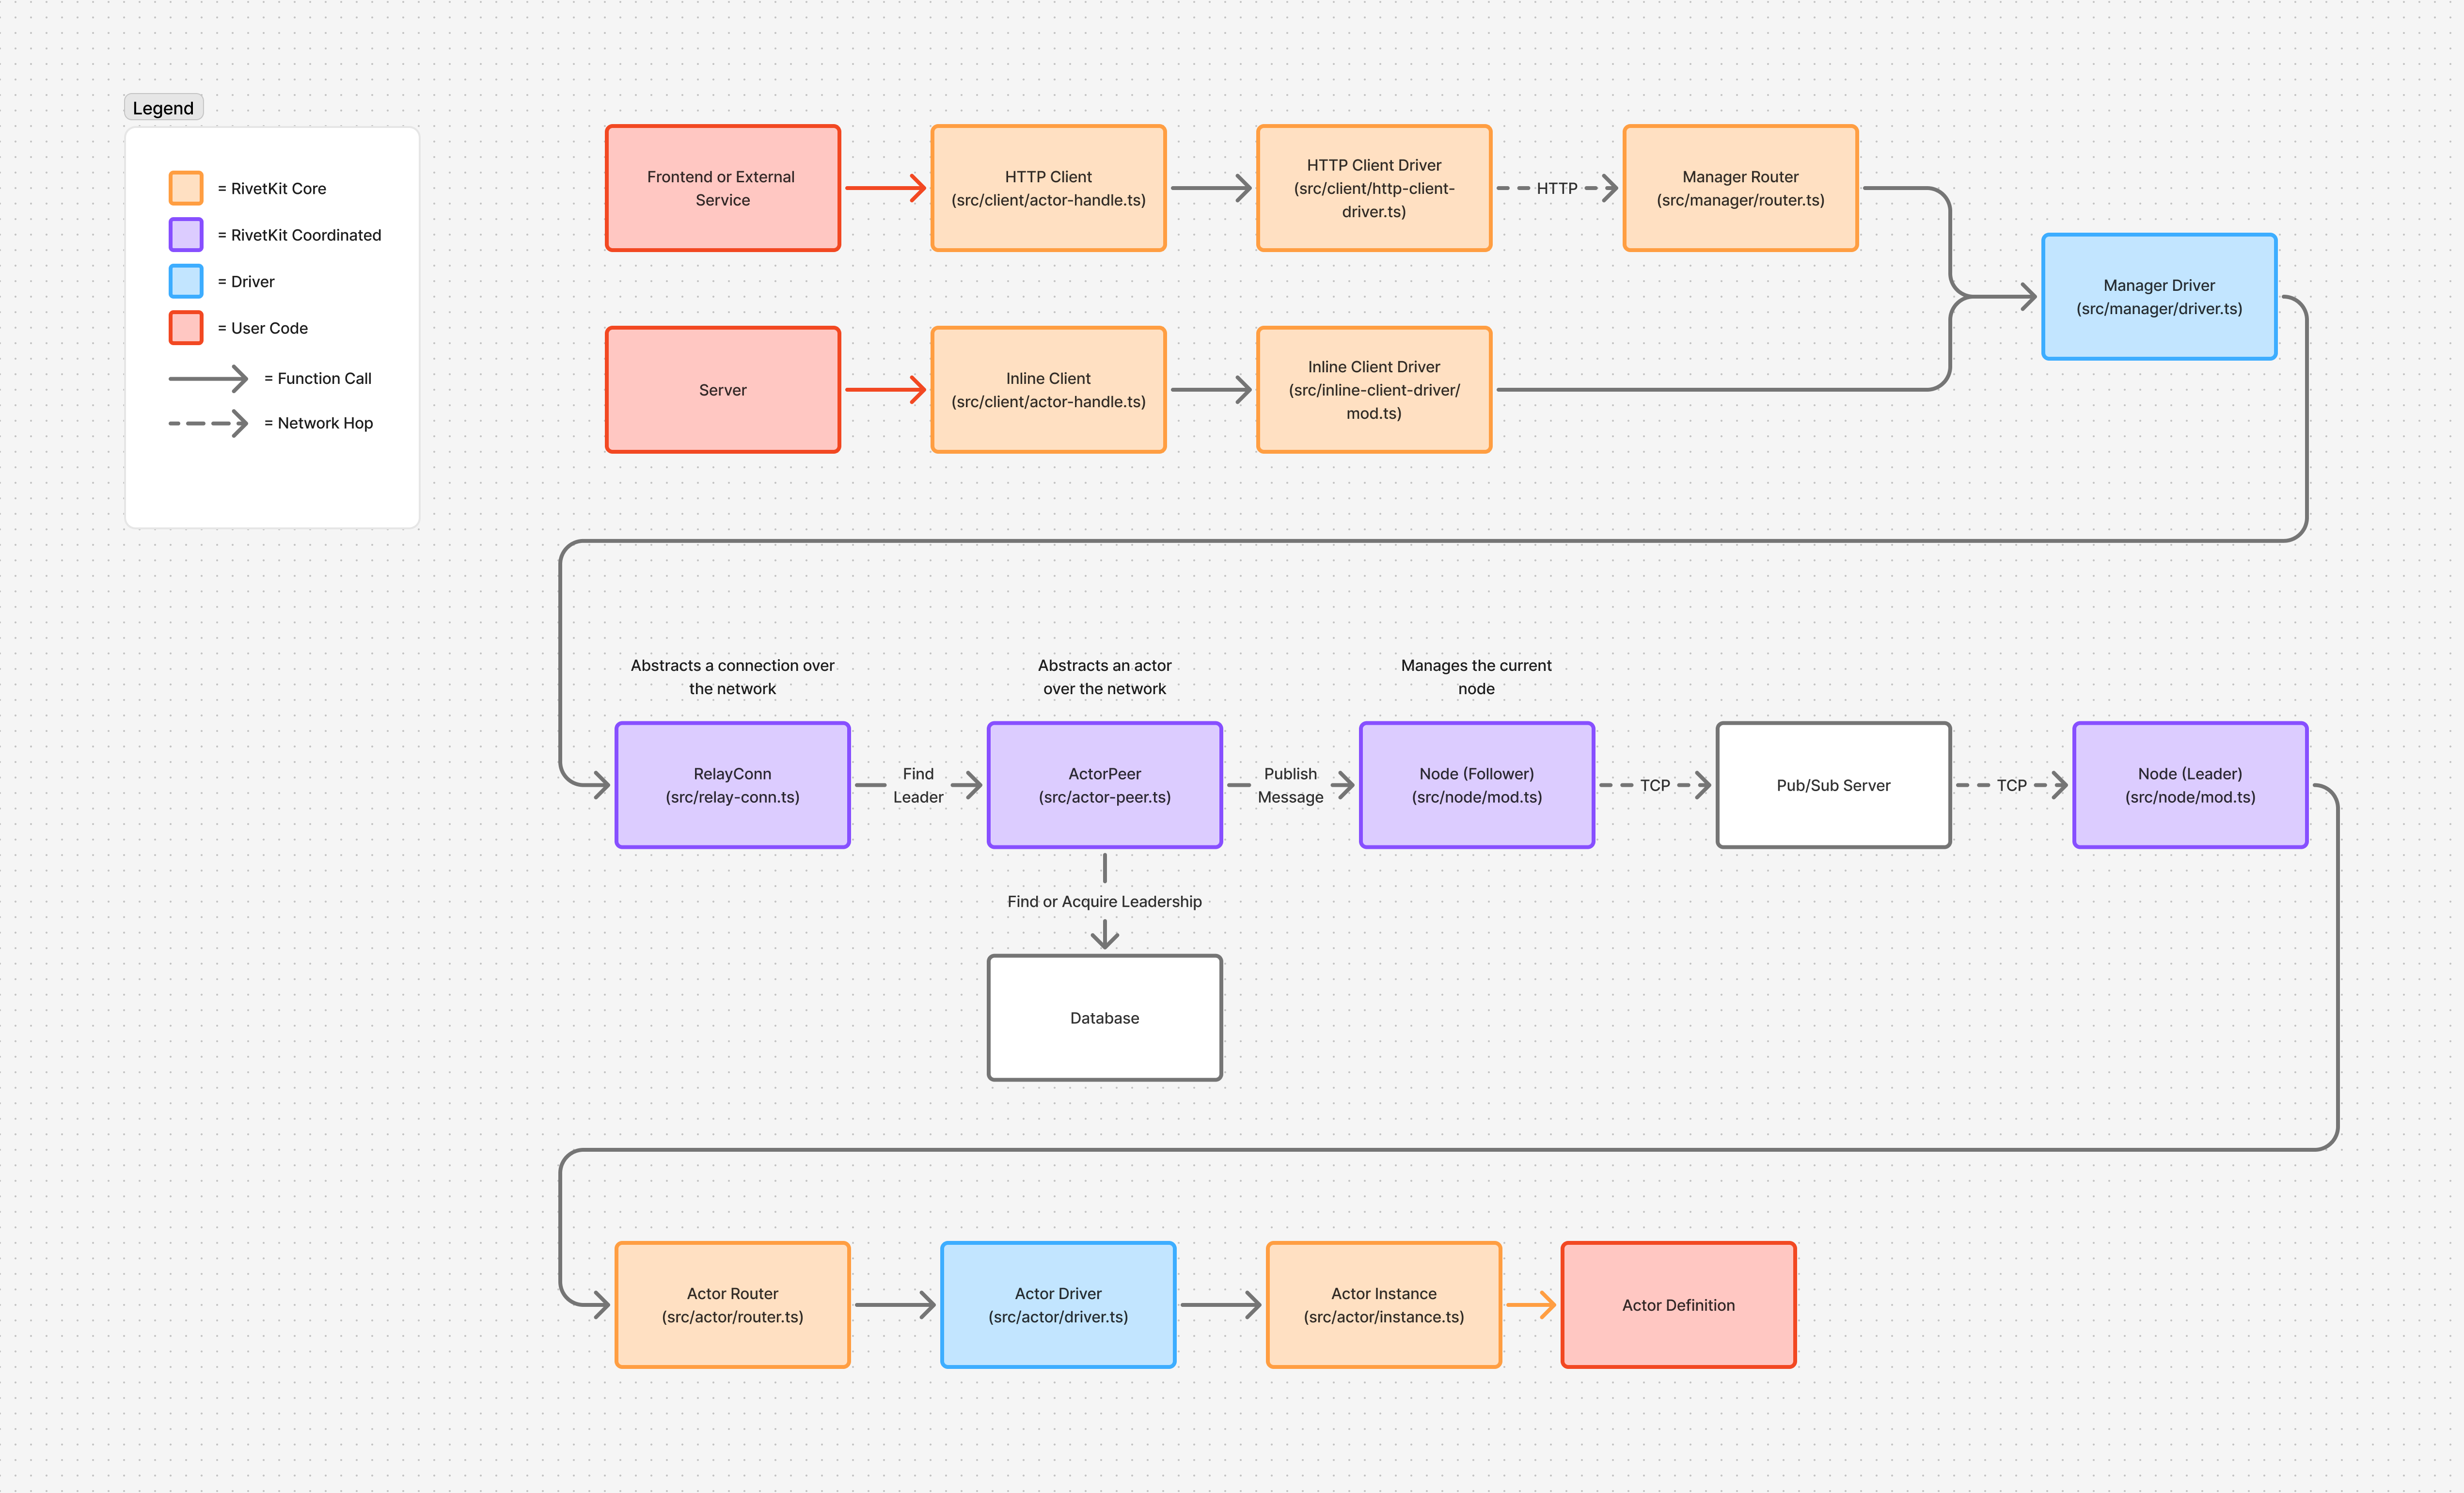 Legend
= RivetKit Core
= RivetKit Coordinated
= Driver
= User Code
= Function Call
= Network Hop
Frontend or External
Service
HTTP Client
(src/client/actor-handle.ts)
HTTP Client Driver
(src/client/http-client-
driver.ts)
HTTP
Manager Router
(src/manager/router.ts)
Manager Driver
(src/manager/driver.ts)
Server
Inline Client
(src/client/actor-handle.ts)
Inline Client Driver
(src/inline-client-driver/
mod.ts)
Abstracts a connection over
the network
Abstracts an actor
over the network
Manages the current
node
RelayConn
(src/relay-conn.ts)
Find
Leader
ActorPeer
(src/actor-peer.ts)
Publish
Message
Node (Follower)
(src/node/mod.ts)
TCP
Pub/Sub Server
TCP
Node (Leader)
(src/node/mod.ts)
Find or Acquire Leadership
Database
Actor Router
(src/actor/router.ts)
Actor Driver
(src/actor/driver.ts)
Actor Instance
(src/actor/instance.ts)
Actor Definition